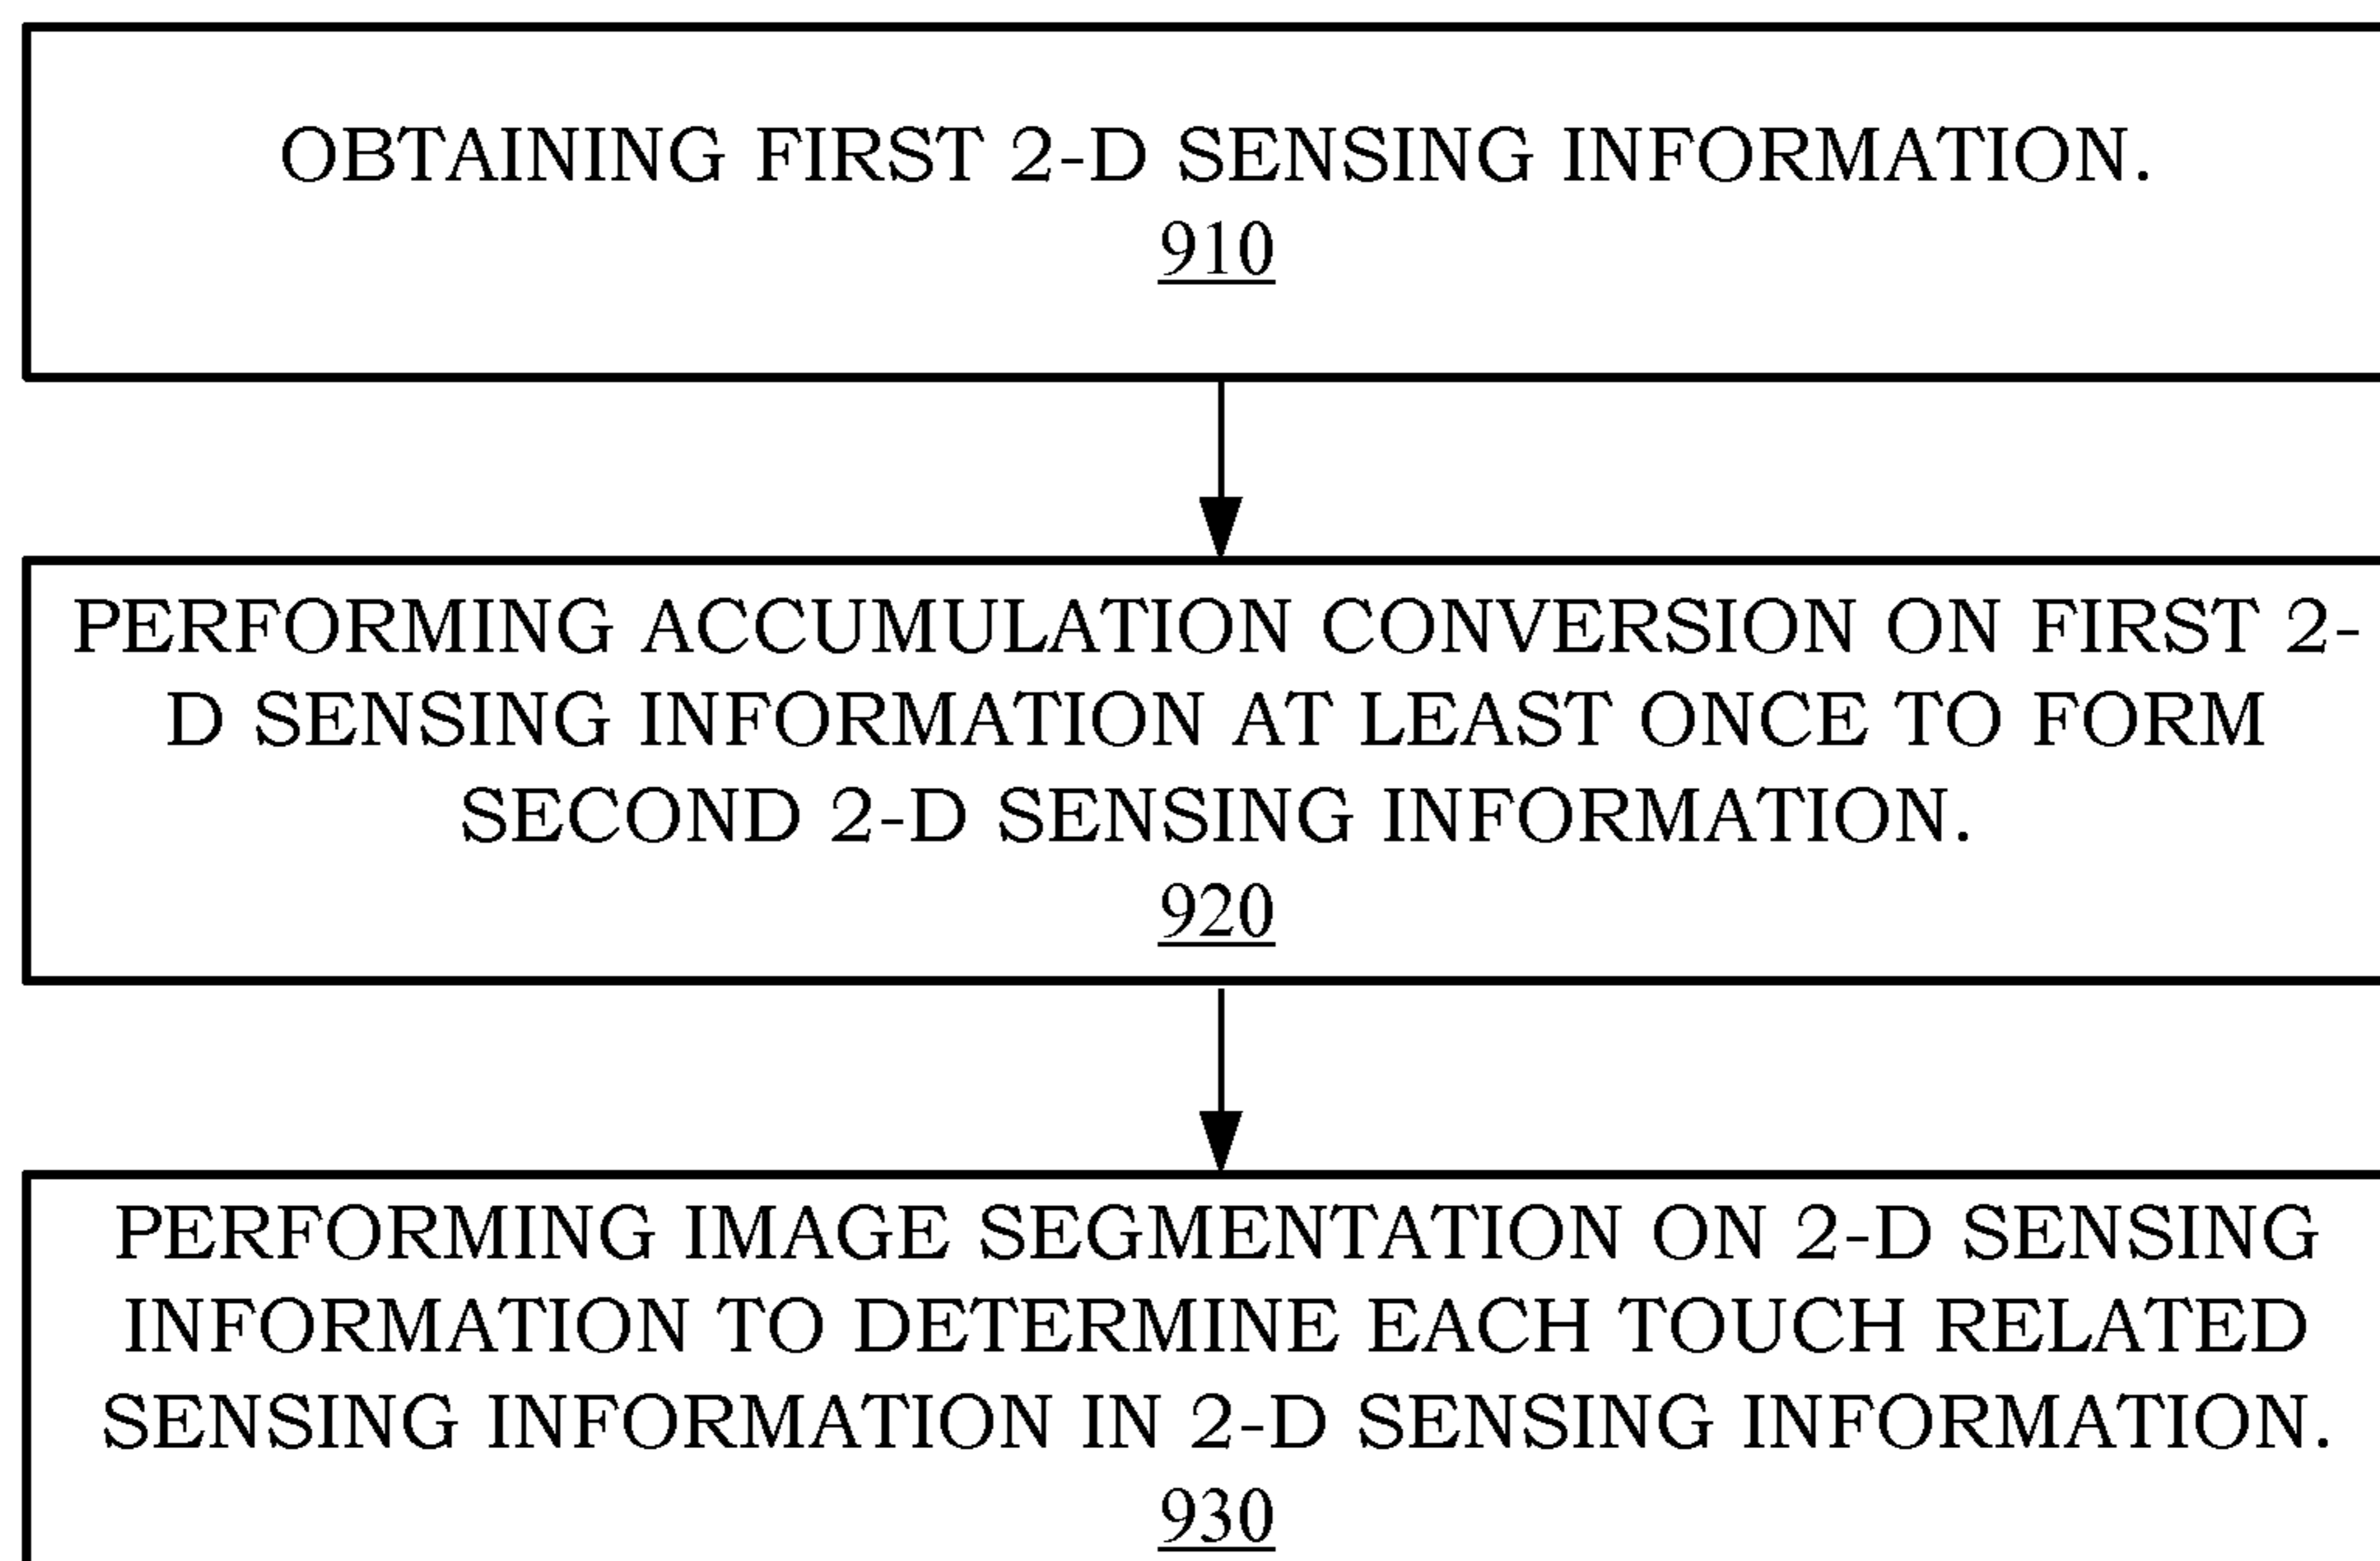 OBTAINING FIRST 2-D SENSING INFORMATION.
910
PERFORMING ACCUMULATION CONVERSION ON FIRST 2-
D SENSING INFORMATION AT LEAST ONCE TO FORM
SECOND 2-D SENSING INFORMATION.
920
PERFORMING IMAGE SEGMENTATION ON 2-D SENSING
INFORMATION TO DETERMINE EACH TOUCH RELATED
SENSING INFORMATION IN 2-D SENSING INFORMATION.
930